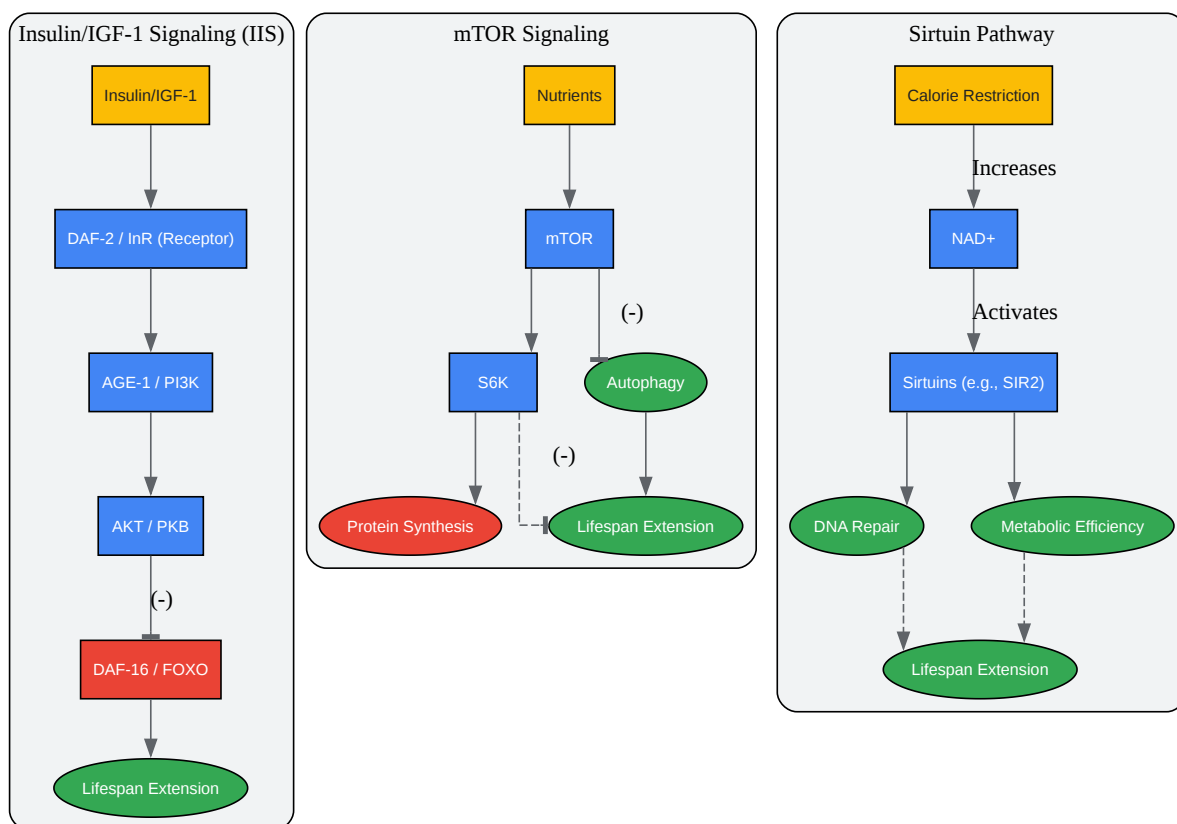 Insulin/IGF-1 Signaling (IIS)
Insulin/IGF-1
DAF-2 / InR (Receptor)
AGE-1 / PI3K
AKT / PKB
(-)
DAF-16 / FOXO
Lifespan Extension
mTOR Signaling
Nutrients
mTOR
(-)
S6K
Autophagy
(-)
Protein Synthesis
Lifespan Extension
Sirtuin Pathway
Calorie Restriction
Increases
NAD+
Activates
Sirtuins (e.g., SIR2)
DNA Repair
Metabolic Efficiency
Lifespan Extension